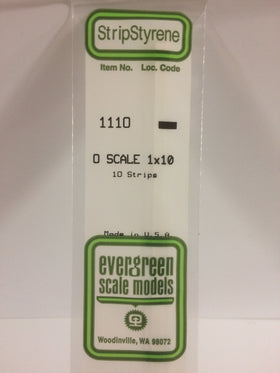 StripStyrene
Item No. Loc. Code
1110
O SCALE 1x10
10 Strips
Made in U.S.A
evergreen
scale models
Woodinville, WA 98072